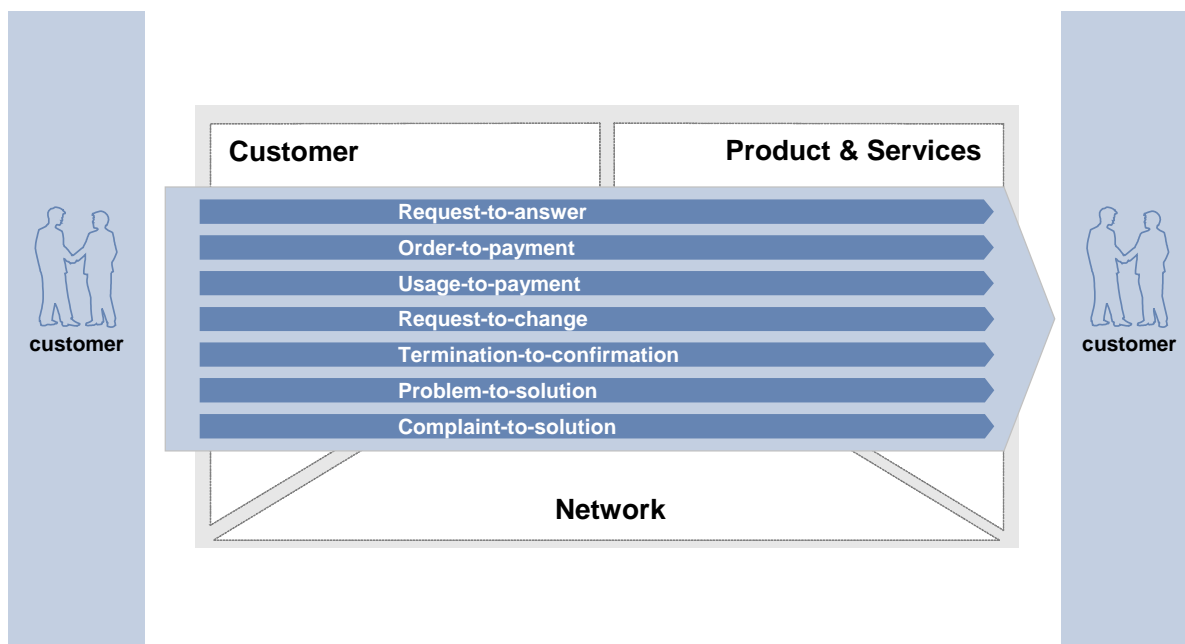 Customer
Product & Services
Request-to-answer
Order-to-payment
Usage-to-payment
Request-to-change
Termination-to-confirmation
Problem-to-solution
Complaint-to-solution
customer
customer
Network